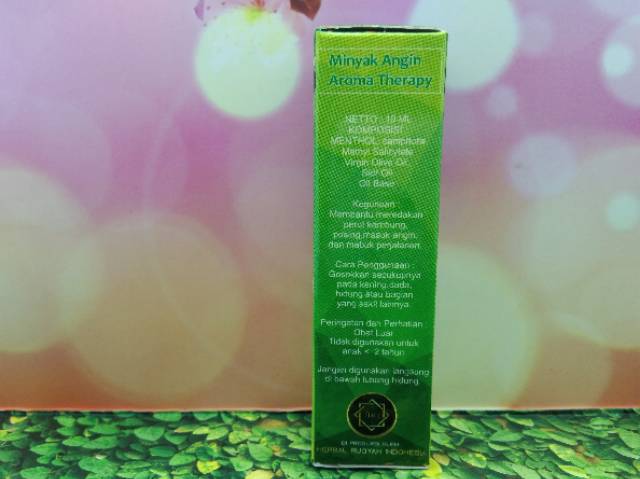 Minyak Angin
Aroma Therapy
NETTO : 10 ML
KOMPOSISI
MENTHOL, camphora
Methyl Salicylate
Virgin Olive Oil,
Oil Base
Kegunaan :
Membantu meredakan
perut kembung,
pusing,masuk angin,
dan mabuk perjalanan.
Cara Penggunaan :
Gosokkan secukupnya
pada kening,dada,
hidung atau bagian
yang sakit lainnya.
Peringatan dan Perhatian :
Obat Luar
Tidak digunakan untuk
anak < 2 tahun
Jangan digunakan langsung
di bawah lubang hidung
DI PRODUKSI OLEH
HERBAL RUQYAH INDONESIA